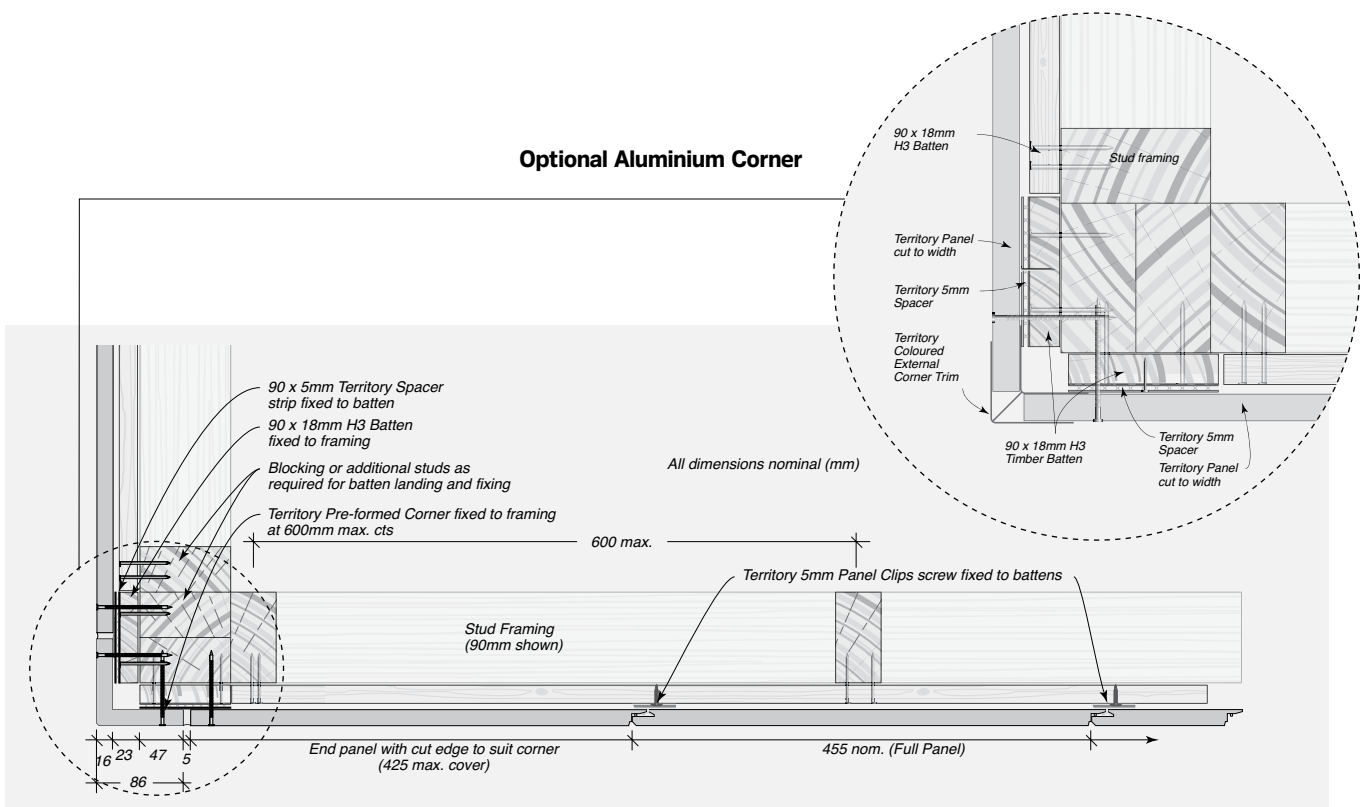 Optional Aluminium Corner
90 x 18mm
H3 Batten
Stud framing
Territory Panel
cut to width
Territory 5mm
Spacer
Territory
Coloured
External
Corner Trim
90 x 18mm H3
Timber Batten
Territory 5mm
Spacer
Territory Panel
cut to width
90 x 5mm Territory Spacer
strip fixed to batten
90 x 18mm H3 Batten
fixed to framing
Blocking or additional studs as
required for batten landing and fixing
Territory Pre-formed Corner fixed to framing
at 600mm max. cts
All dimensions nominal (mm)
600 max.
Territory 5mm Panel Clips screw fixed to battens
Stud Framing
(90mm shown)
16
23
47
5
86
End panel with cut edge to suit corner
(425 max. cover)
455 nom. (Full Panel)